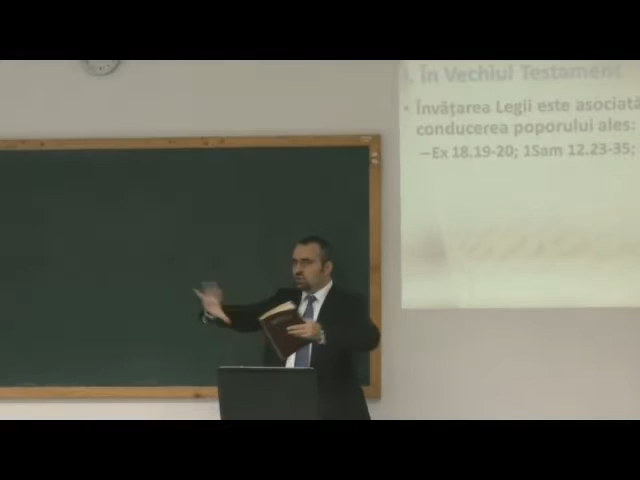 . În Vechiul Testament
• Învățarea Legii este asociată
conducerea poporului ales:
–Ex 18.19-20; 1Sam 12.23-35;